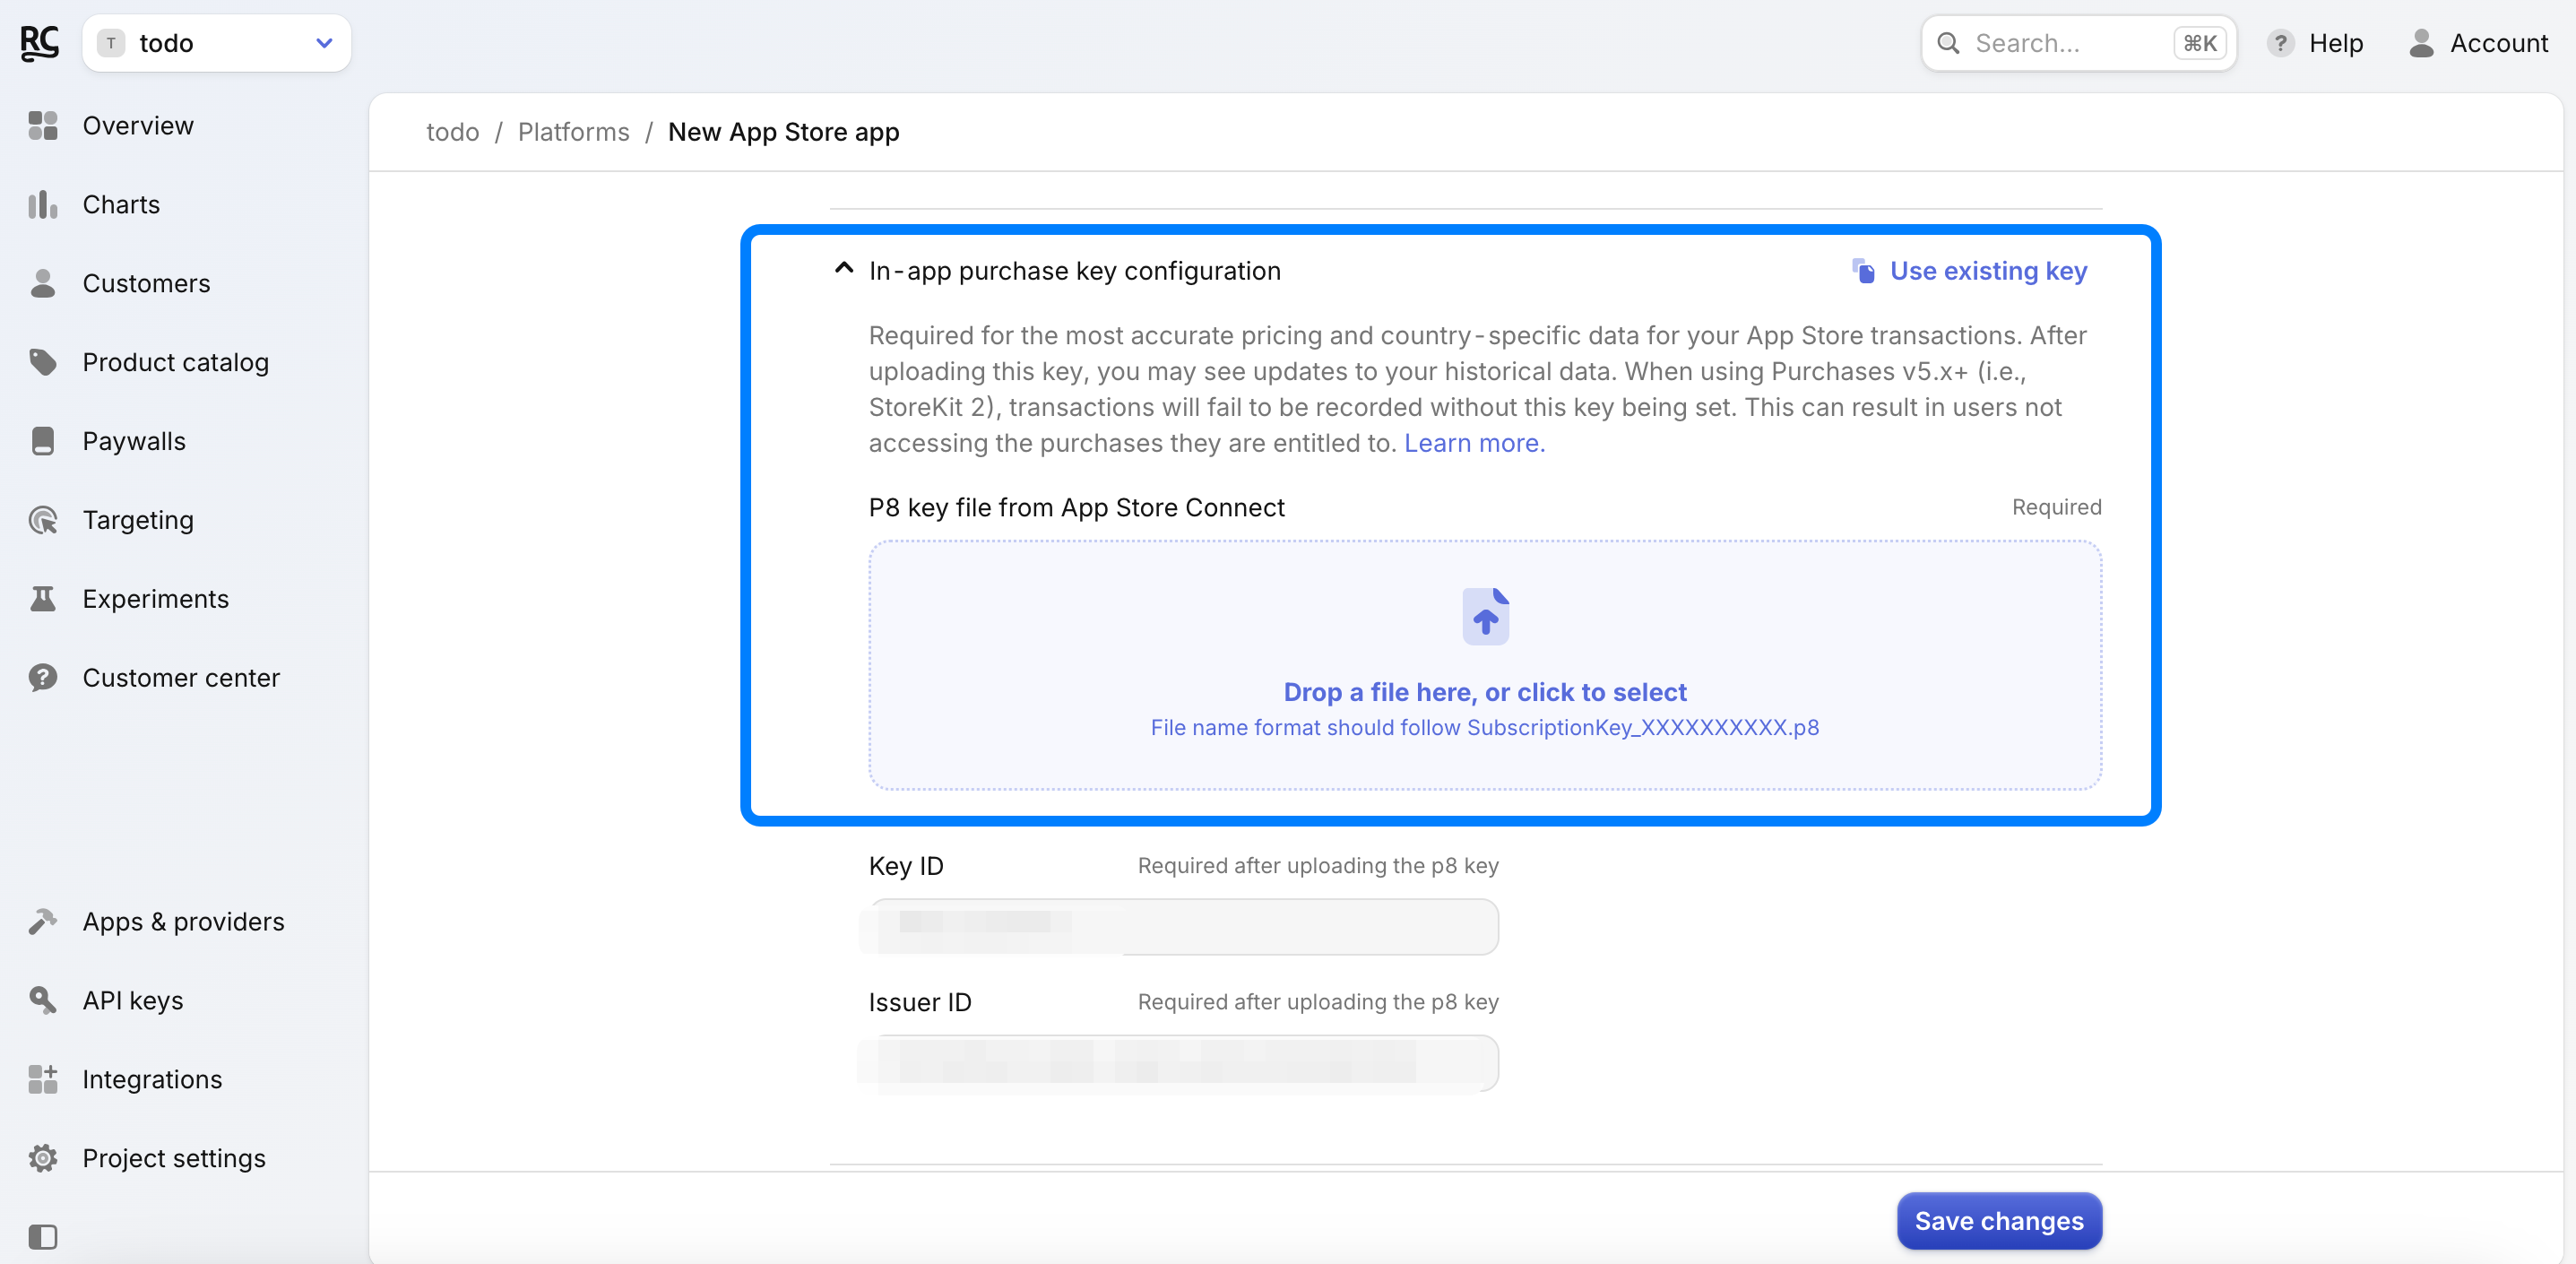 RC
T
todo
Search...
⌘K
?
Help
Account
Overview
Charts
Customers
Product catalog
Paywalls
Targeting
Experiments
Customer center
Apps & providers
API keys
Integrations
Project settings
todo / Platforms / New App Store app
In-app purchase key configuration
Use existing key
Required for the most accurate pricing and country-specific data for your App Store transactions. After
uploading this key, you may see updates to your historical data. When using Purchases v5.x+ (i.e.,
StoreKit 2), transactions will fail to be recorded without this key being set. This can result in users not
accessing the purchases they are entitled to. Learn more.
P8 key file from App Store Connect
Required
Drop a file here, or click to select
File name format should follow SubscriptionKey_XXXXXXXXXX.p8
Key ID
Required after uploading the p8 key
Issuer ID
Required after uploading the p8 key
Save changes